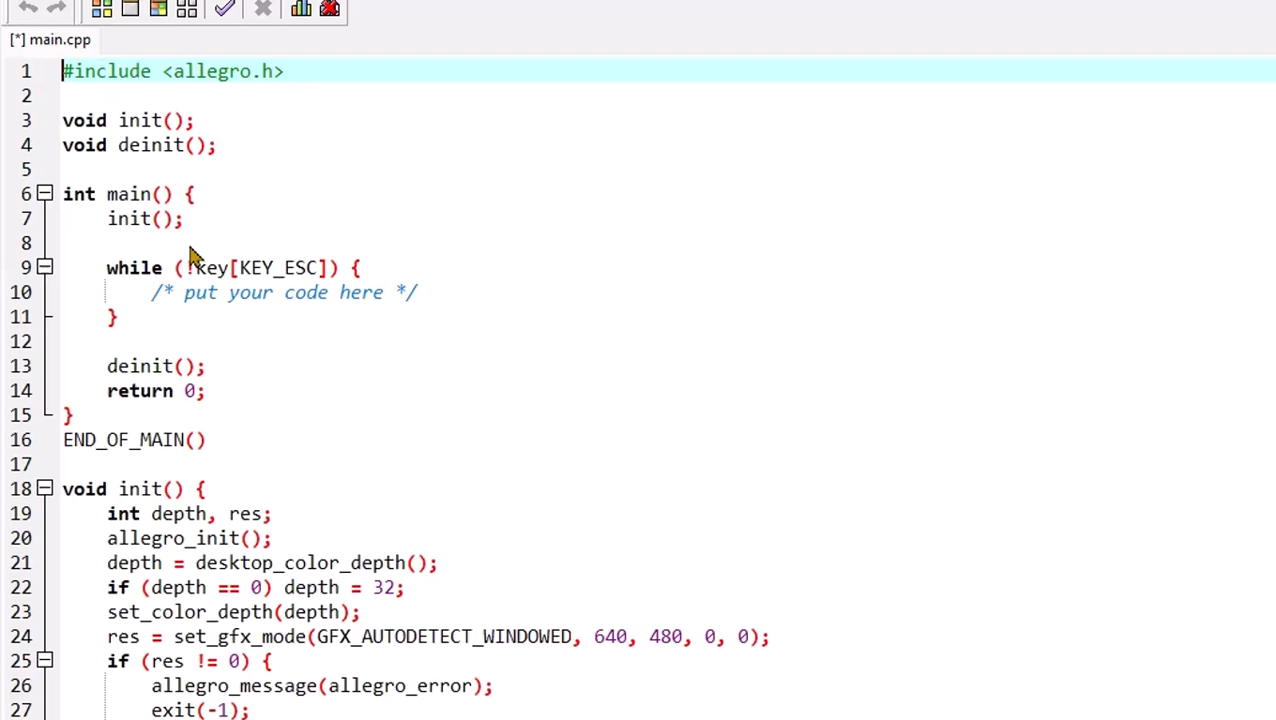 [*] main.cpp
1 #include <allegro.h>
2
3 void init();
4 void deinit();
5
6 int main() {
7 init();
8
9 while (!key[KEY_ESC]) {
10 /* put your code here */
11 }
12
13 deinit();
14 return 0;
15 }
16 END_OF_MAIN()
17
18 void init() {
19 int depth, res;
20 allegro_init();
21 depth = desktop_color_depth();
22 if (depth == 0) depth = 32;
23 set_color_depth(depth);
24 res = set_gfx_mode(GFX_AUTODETECT_WINDOWED, 640, 480, 0, 0);
25 if (res != 0) {
26 allegro_message(allegro_error);
27 exit(-1);